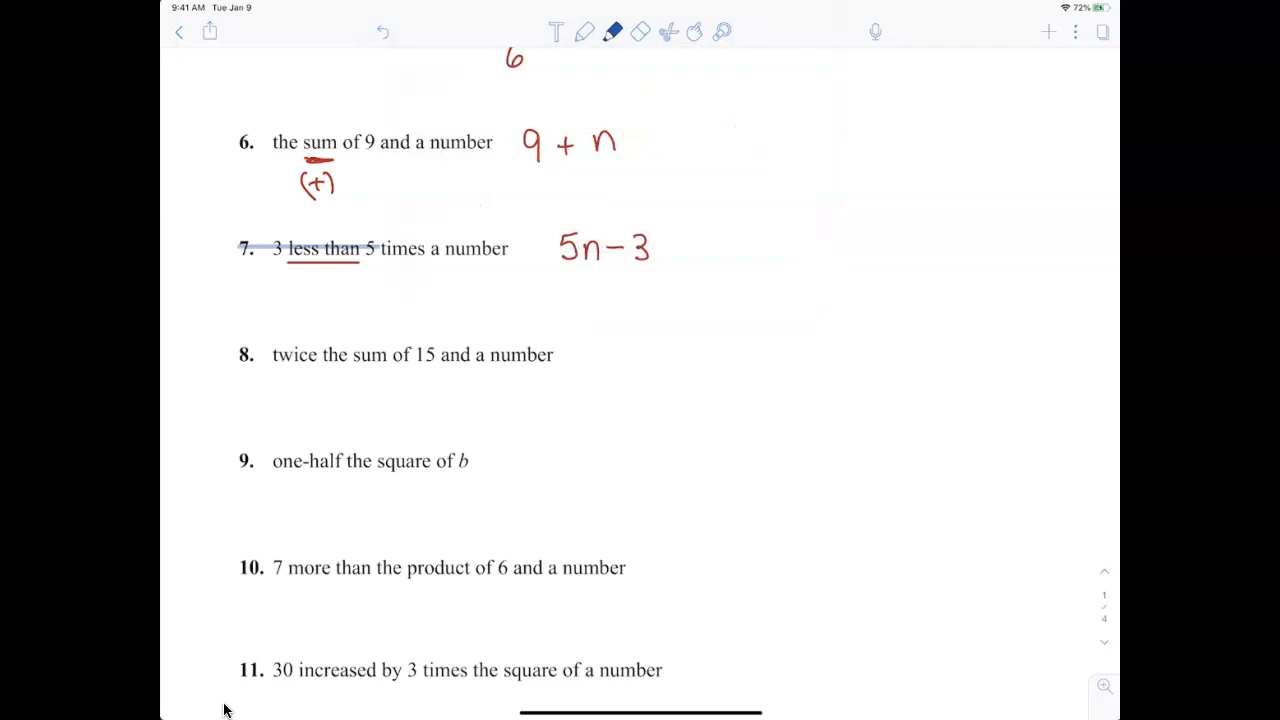 9:41 AM Tue Jan 9
72%
6
6. the sum of 9 and a number 9 + n
(+)
7. 3 less than 5 times a number 5n - 3
8. twice the sum of 15 and a number
9. one-half the square of b
10. 7 more than the product of 6 and a number
1
/
4
11. 30 increased by 3 times the square of a number